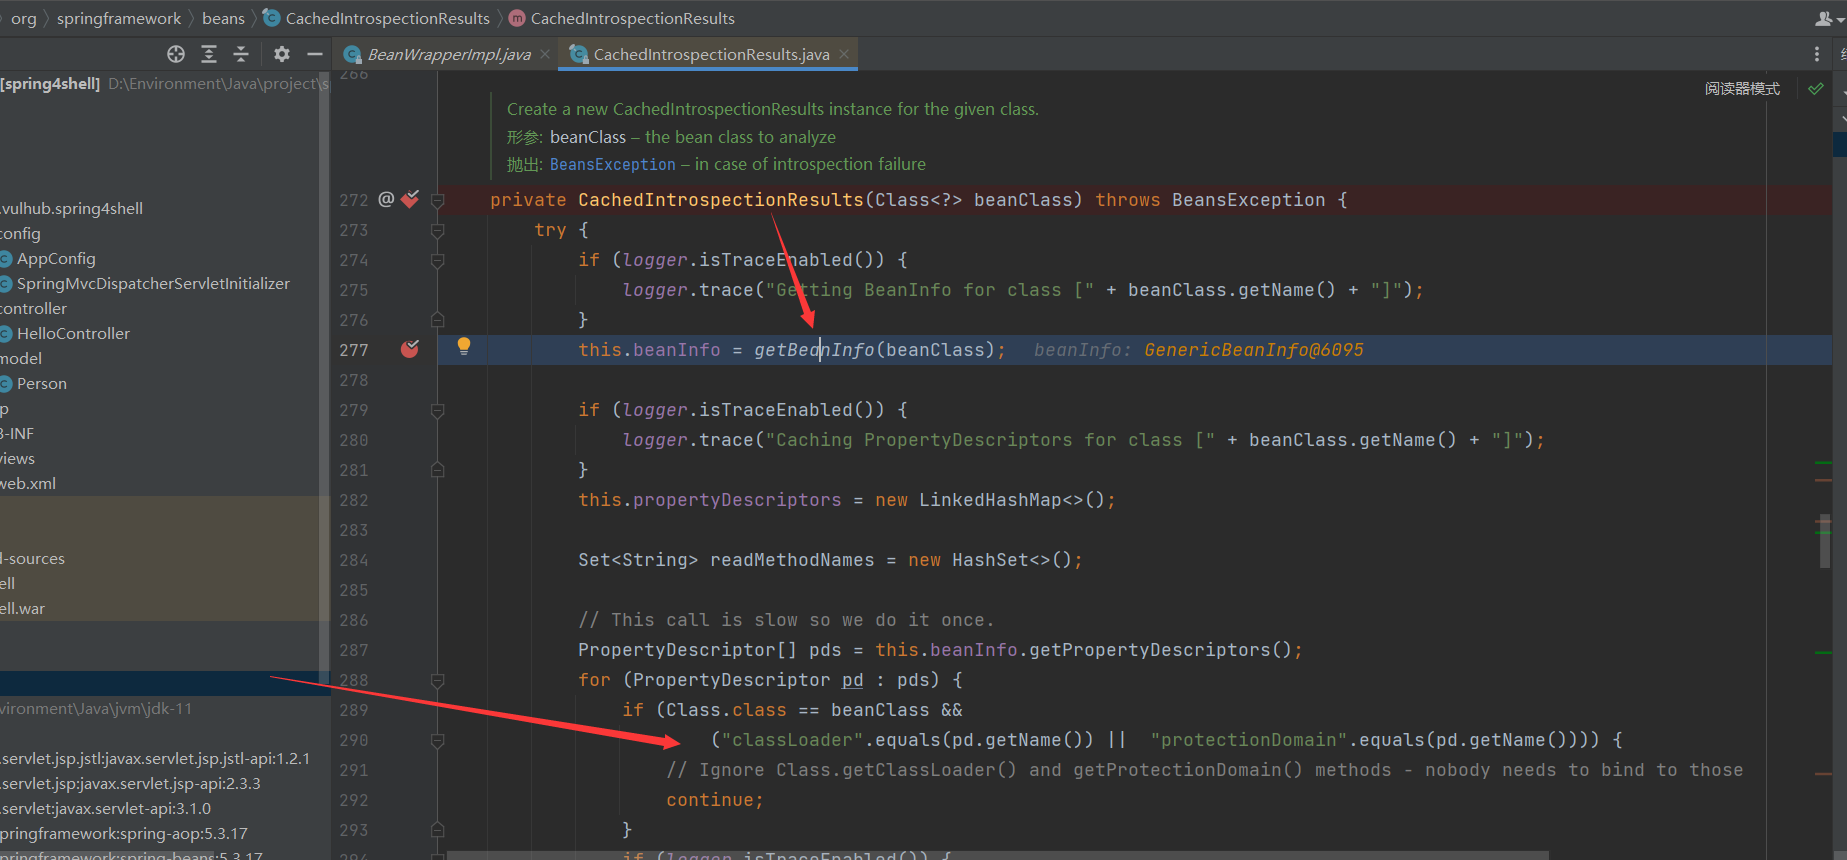 org springframework beans CachedIntrospectionResults CachedIntrospectionResults
BeanWrapperImpl.java CachedIntrospectionResults.java
[spring4shell] D:\Environment\Java\project\s
.vulhub.spring4shell
config
AppConfig
SpringMvcDispatcherServletInitializer
controller
HelloController
model
Person
p
B-INF
views
web.xml
d-sources
ell
ell.war
vironment\Java\jvm\jdk-11
.servlet.jsp.jstl:javax.servlet.jsp.jstl-api:1.2.1
.servlet.jsp:javax.servlet.jsp-api:2.3.3
.servlet:javax.servlet-api:3.1.0
pringframework:spring-aop:5.3.17
pringframework:spring-beans:5.3.17
阅读器模式
266
Create a new CachedIntrospectionResults instance for the given class.
形参: beanClass – the bean class to analyze
抛出: BeansException – in case of introspection failure
272 @ private CachedIntrospectionResults(Class<?> beanClass) throws BeansException {
273 try {
274 if (logger.isTraceEnabled()) {
275 logger.trace("Getting BeanInfo for class [" + beanClass.getName() + "]");
276 }
277 this.beanInfo = getBeanInfo(beanClass); beanInfo: GenericBeanInfo@6095
278
279 if (logger.isTraceEnabled()) {
280 logger.trace("Caching PropertyDescriptors for class [" + beanClass.getName() + "]");
281 }
282 this.propertyDescriptors = new LinkedHashMap<>();
283
284 Set<String> readMethodNames = new HashSet<>();
285
286 // This call is slow so we do it once.
287 PropertyDescriptor[] pds = this.beanInfo.getPropertyDescriptors();
288 for (PropertyDescriptor pd : pds) {
289 if (Class.class == beanClass &&
290 ("classLoader".equals(pd.getName()) || "protectionDomain".equals(pd.getName()))) {
291 // Ignore Class.getClassLoader() and getProtectionDomain() methods - nobody needs to bind to those
292 continue;
293 }
294 if (logger.isTraceEnabled()) {